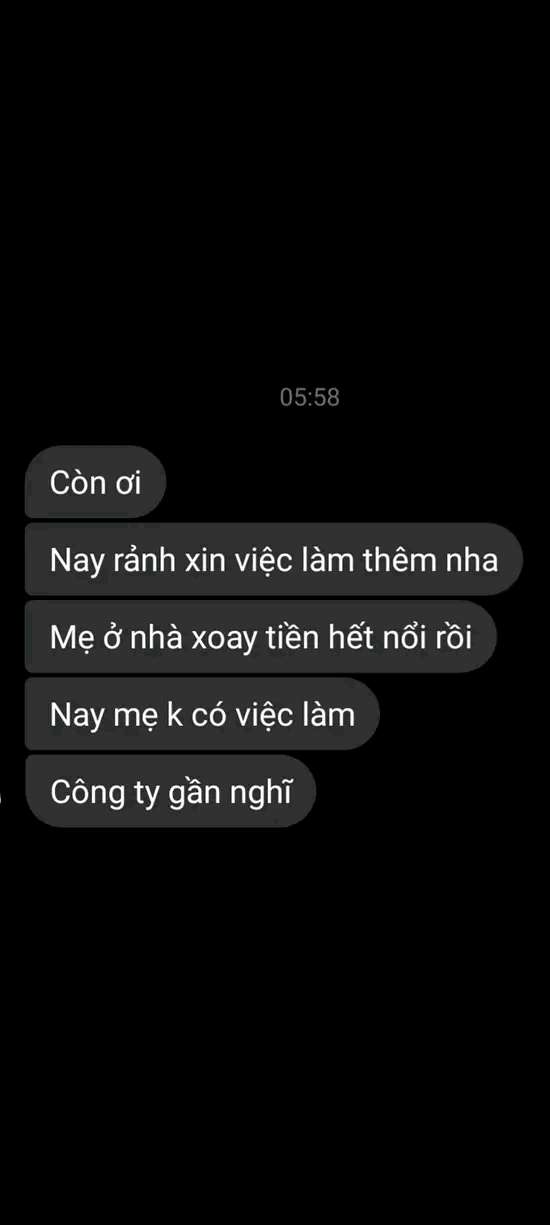 05:58
Còn ơi
Nay rảnh xin việc làm thêm nha
Mẹ ở nhà xoay tiền hết nổi rồi
Nay mẹ k có việc làm
Công ty gần nghĩ